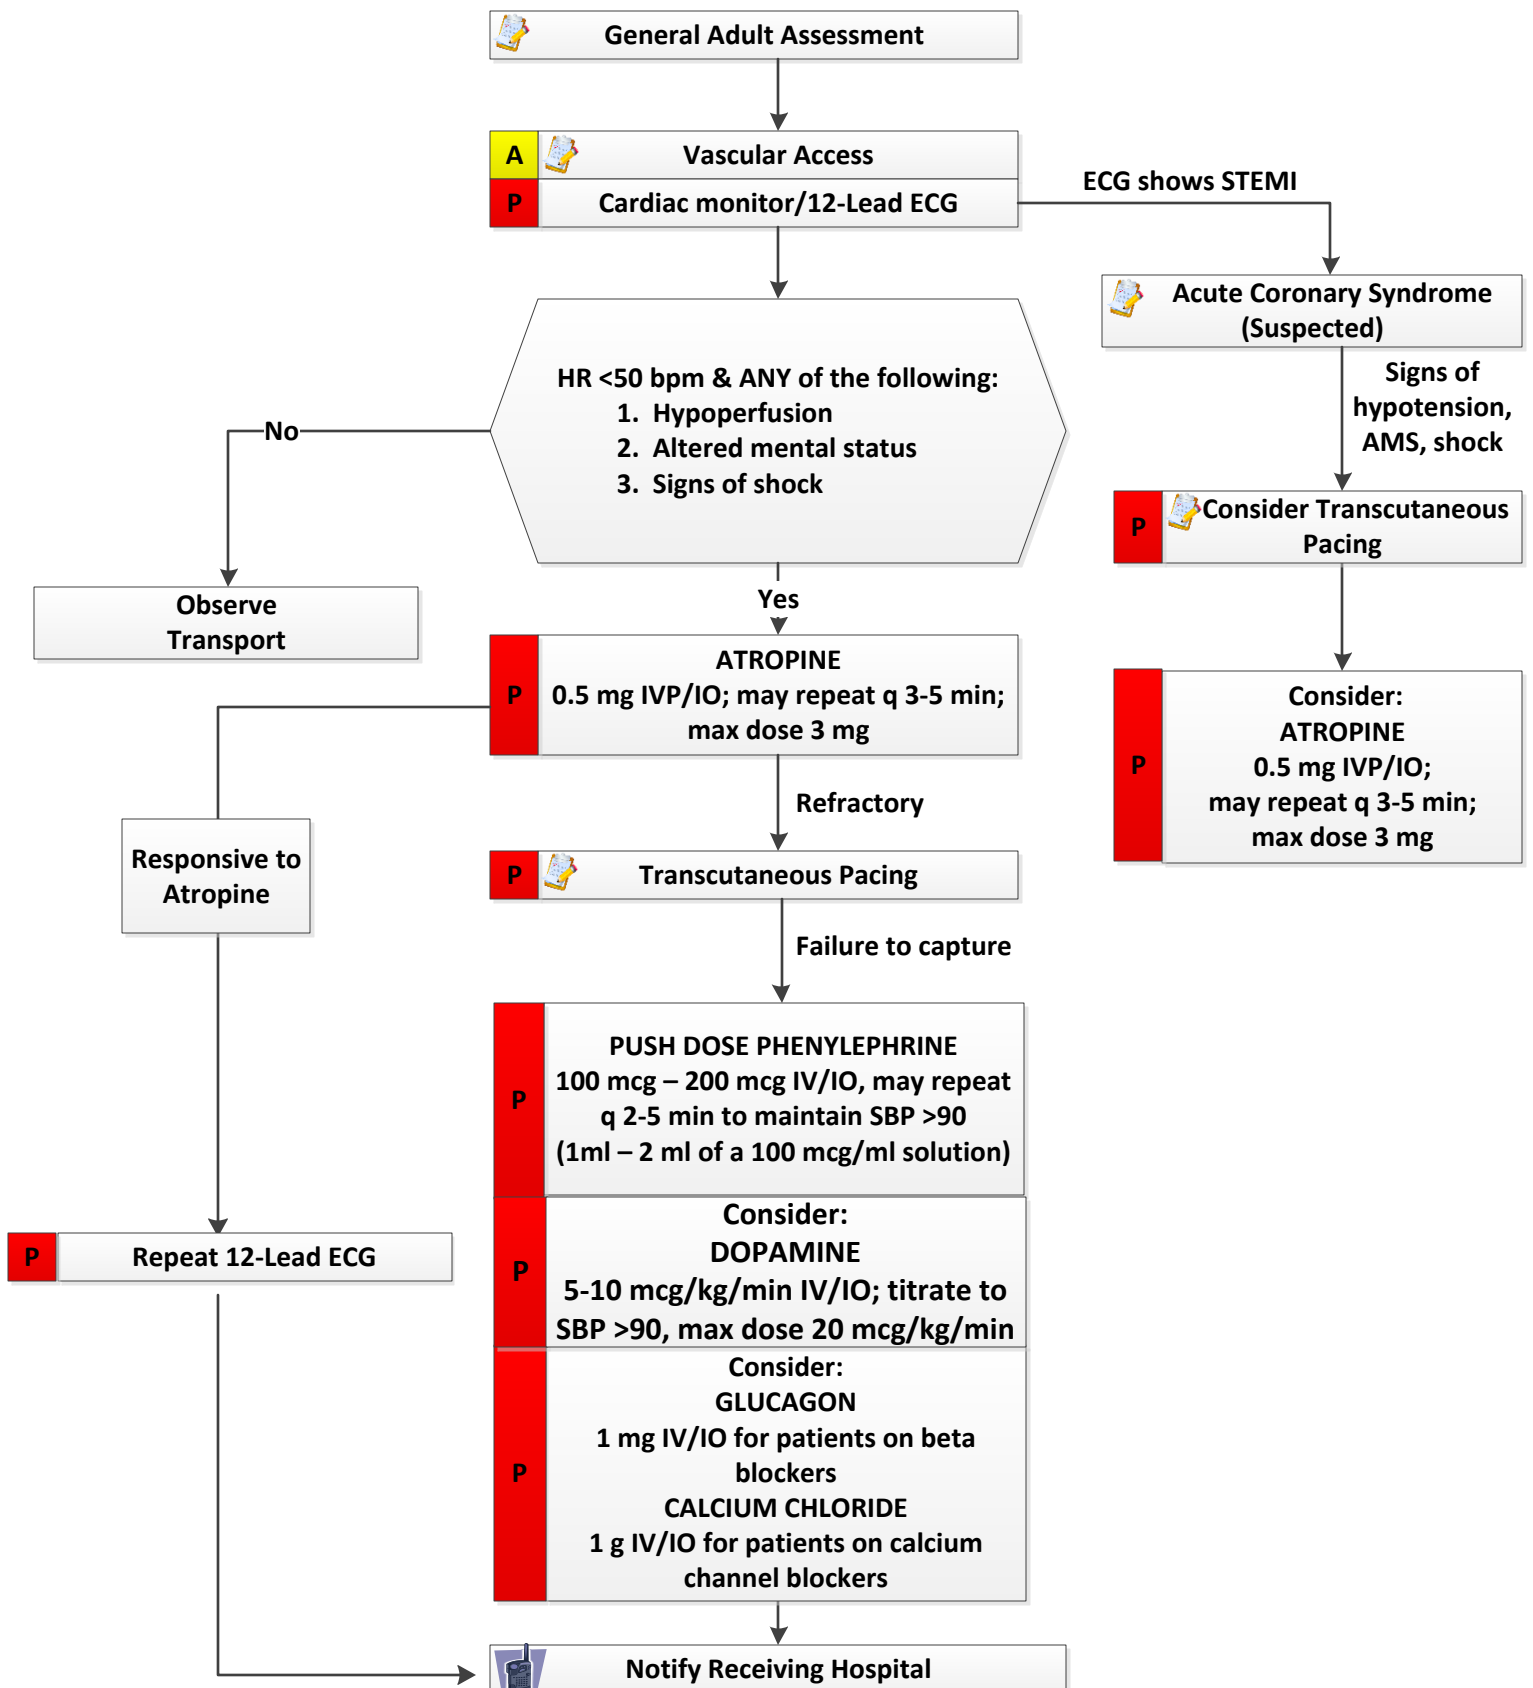 General Adult Assessment
A
Vascular Access
P
Cardiac monitor/12-Lead ECG
ECG shows STEMI
Acute Coronary Syndrome
(Suspected)
Signs of
hypotension,
AMS, shock
P
Consider Transcutaneous
Pacing
P
Consider:
ATROPINE
0.5 mg IVP/IO;
may repeat q 3-5 min;
max dose 3 mg
HR <50 bpm & ANY of the following:
1. Hypoperfusion
2. Altered mental status
3. Signs of shock
No
Observe
Transport
Yes
P
ATROPINE
0.5 mg IVP/IO; may repeat q 3-5 min;
max dose 3 mg
Responsive to
Atropine
P
Repeat 12-Lead ECG
Refractory
P
Transcutaneous Pacing
Failure to capture
P
PUSH DOSE PHENYLEPHRINE
100 mcg – 200 mcg IV/IO, may repeat
q 2-5 min to maintain SBP >90
(1ml – 2 ml of a 100 mcg/ml solution)
P
Consider:
DOPAMINE
5-10 mcg/kg/min IV/IO; titrate to
SBP >90, max dose 20 mcg/kg/min
P
Consider:
GLUCAGON
1 mg IV/IO for patients on beta
blockers
CALCIUM CHLORIDE
1 g IV/IO for patients on calcium
channel blockers
Notify Receiving Hospital